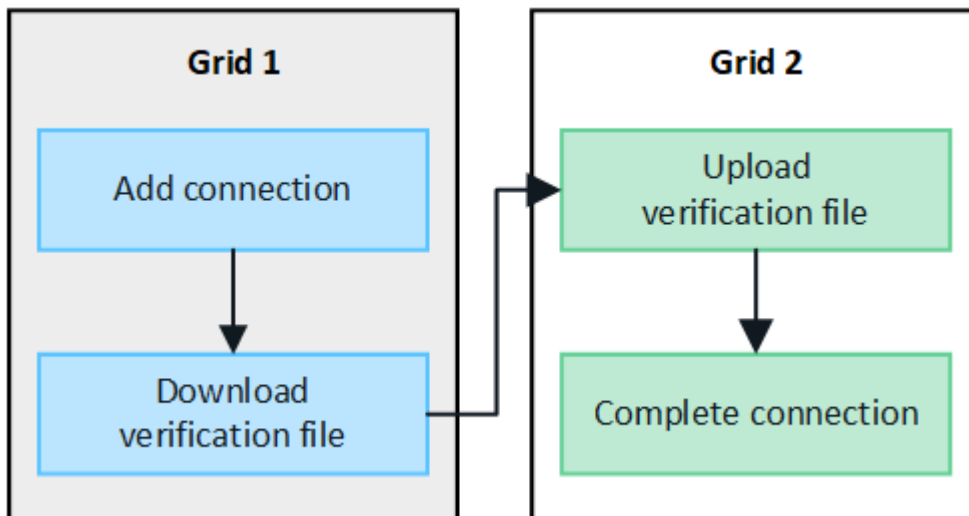 Grid 1
Add connection
Download
verification file
Grid 2
Upload
verification file
Complete connection